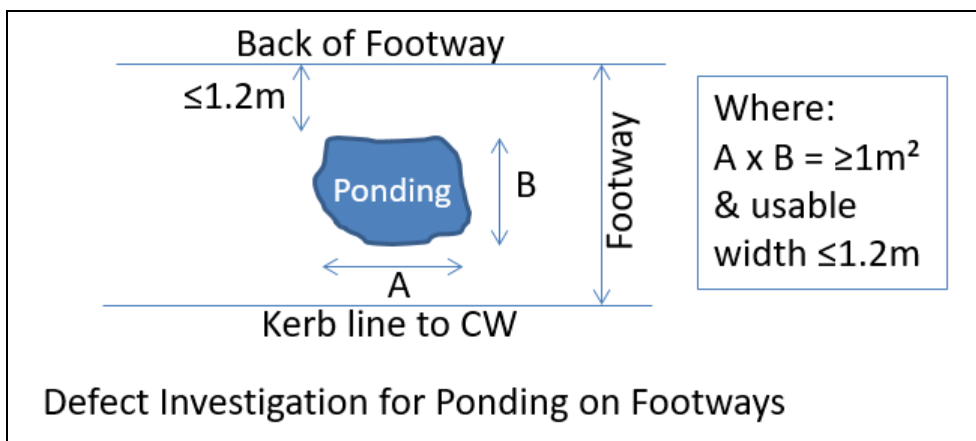 Back of Footway
≤1.2m
Ponding
B
A
Footway
Kerb line to CW
Where:
A x B = ≥1m²
& usable
width ≤1.2m
Defect Investigation for Ponding on Footways